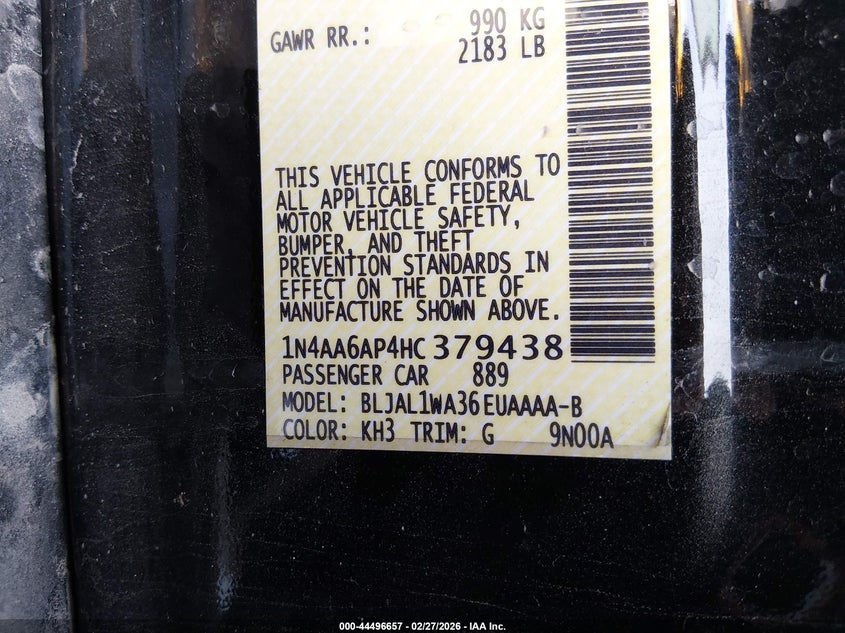 990 KG
GAWR RR.: 2183 LB
THIS VEHICLE CONFORMS TO
ALL APPLICABLE FEDERAL
MOTOR VEHICLE SAFETY,
BUMPER, AND THEFT
PREVENTION STANDARDS IN
EFFECT ON THE DATE OF
MANUFACTURE SHOWN ABOVE.
1N4AA6AP4HC379438
PASSENGER CAR 889
MODEL: BLJAL1WA36EUAAAA-B
COLOR: KH3 TRIM: G 9N00A
000-44496657 - 02/27/2026 - IAA Inc.